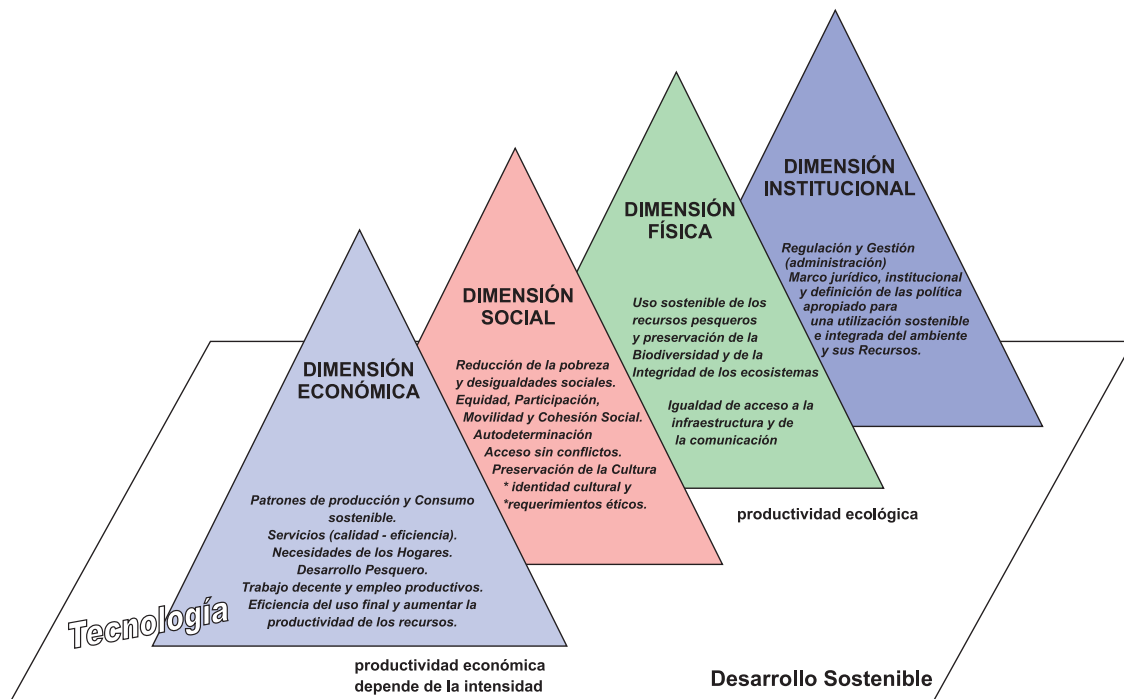 DIMENSIÓN
ECONÓMICA
Patrones de producción y Consumo
sostenible.
Servicios (calidad - eficiencia).
Necesidades de los Hogares.
Desarrollo Pesquero.
Trabajo decente y empleo productivos.
Eficiencia del uso final y aumentar la
productividad de los recursos.
DIMENSIÓN
SOCIAL
Reducción de la pobreza
y desigualdades sociales.
Equidad, Participación,
Movilidad y Cohesión Social.
Autodeterminación
Acceso sin conflictos.
Preservación de la Cultura
* identidad cultural y
*requerimientos éticos.
DIMENSIÓN
FÍSICA
Uso sostenible de los
recursos pesqueros
y preservación de la
Biodiversidad y de la
Integridad de los ecosistemas
Igualdad de acceso a la
infraestructura y de
la comunicación
DIMENSIÓN
INSTITUCIONAL
Regulación y Gestión
(administración)
Marco jurídico, institucional
y definición de las política
apropiado para
una utilización sostenible
e integrada del ambiente
y sus Recursos.
productividad ecológica
Tecnología
productividad económica
depende de la intensidad
Desarrollo Sostenible